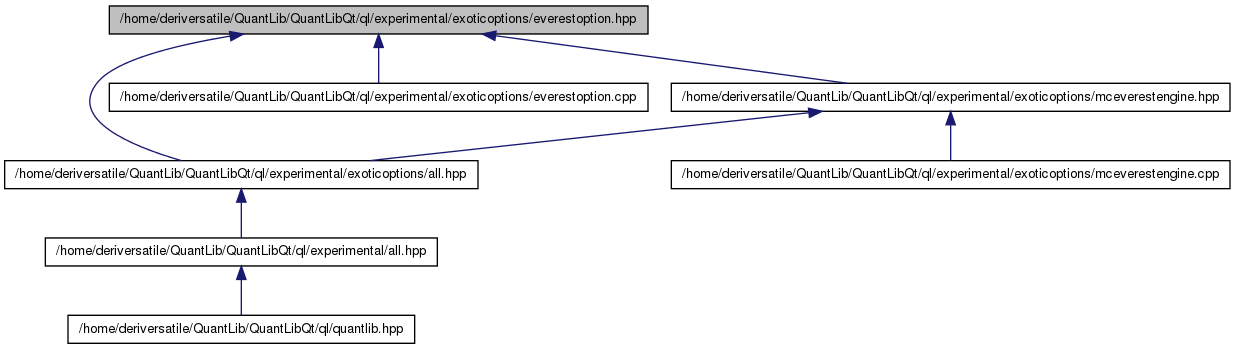 /home/deriversatile/QuantLib/QuantLibQt/ql/experimental/exoticoptions/everestoption.hpp
/home/deriversatile/QuantLib/QuantLibQt/ql/experimental/exoticoptions/everestoption.cpp
/home/deriversatile/QuantLib/QuantLibQt/ql/experimental/exoticoptions/mceverestengine.hpp
/home/deriversatile/QuantLib/QuantLibQt/ql/experimental/exoticoptions/all.hpp
/home/deriversatile/QuantLib/QuantLibQt/ql/experimental/exoticoptions/mceverestengine.cpp
/home/deriversatile/QuantLib/QuantLibQt/ql/experimental/all.hpp
/home/deriversatile/QuantLib/QuantLibQt/ql/quantlib.hpp